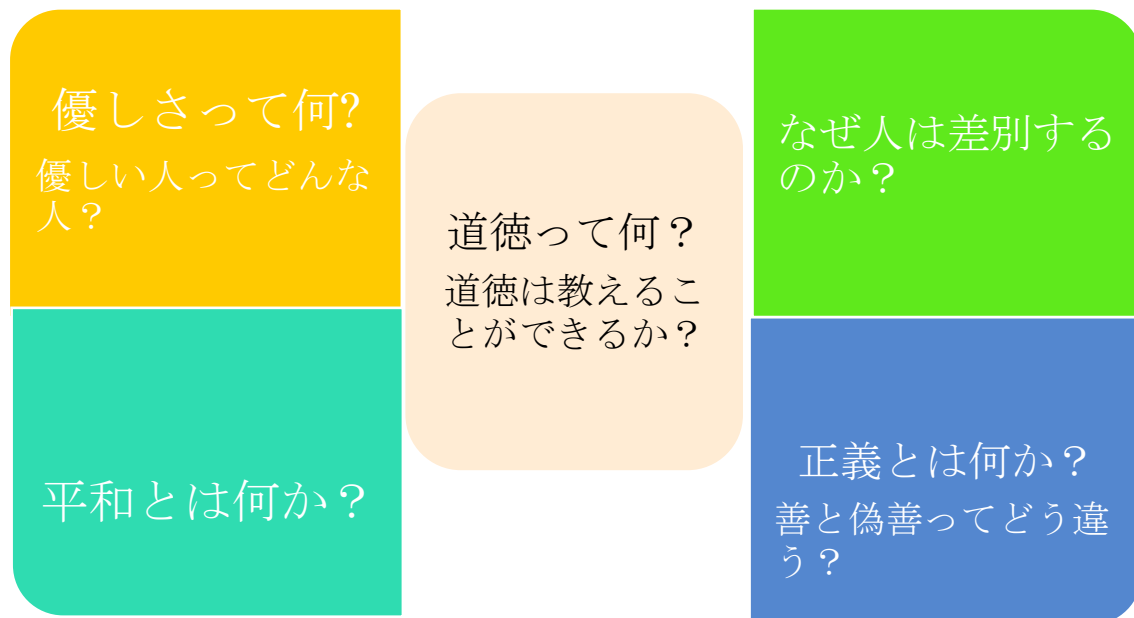 優しさって何?
優しい人ってどんな
人？
平和とは何か？
道徳って何？
道徳は教えるこ
とができるか？
なぜ人は差別する
のか？
正義とは何か？
善と偽善ってどう違
う？